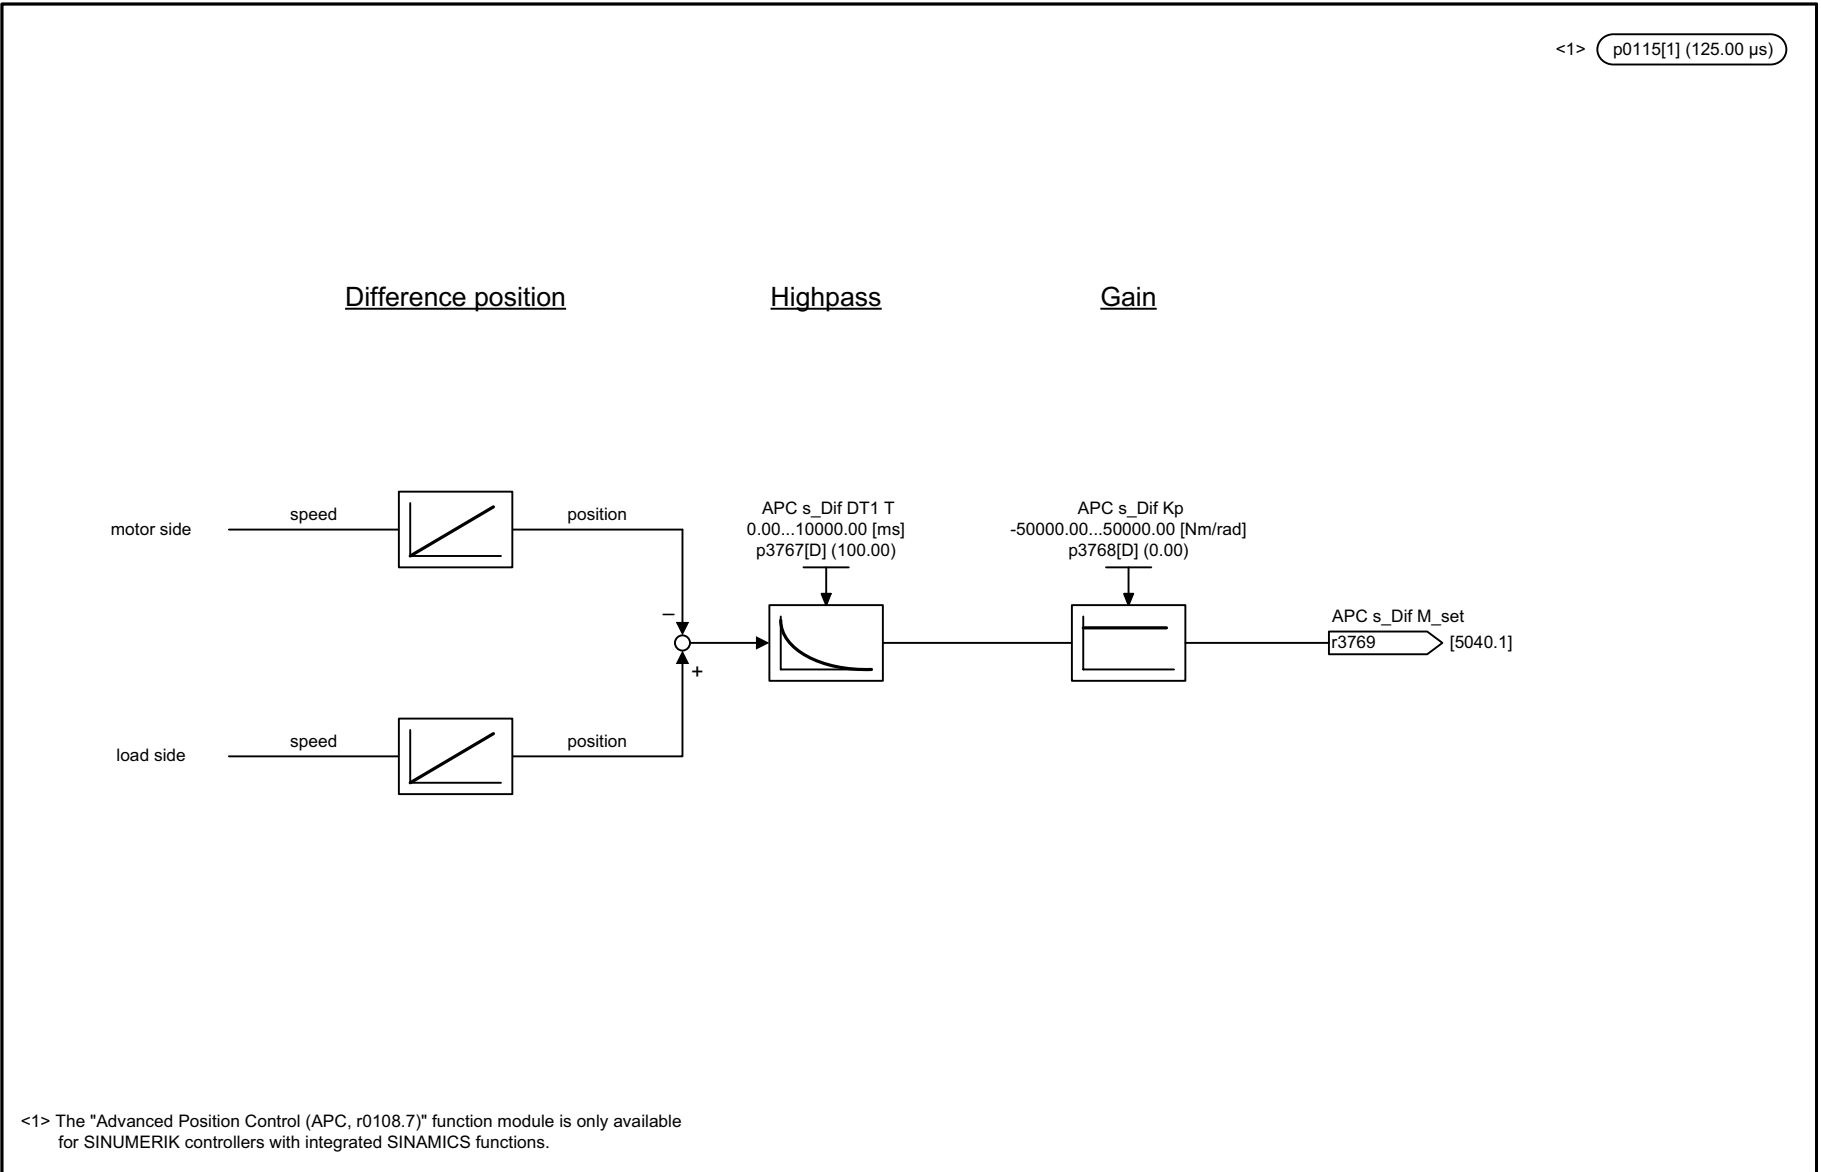 <1> p0115[1] (125.00 µs)
Difference position
Highpass
Gain
motor side
speed
position
APC s_Dif DT1 T
0.00...10000.00 [ms]
p3767[D] (100.00)
APC s_Dif Kp
-50000.00...50000.00 [Nm/rad]
p3768[D] (0.00)
–
+
APC s_Dif M_set
r3769 [5040.1]
load side
speed
position
<1> The "Advanced Position Control (APC, r0108.7)" function module is only available
for SINUMERIK controllers with integrated SINAMICS functions.